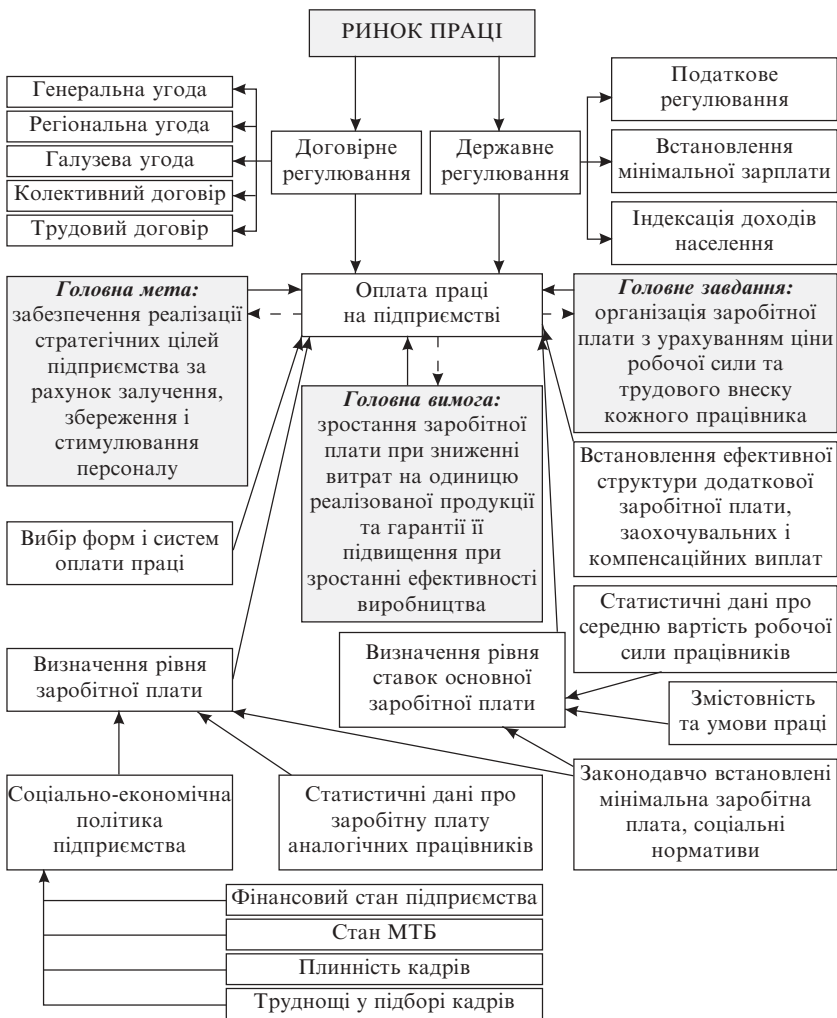 РИНОК ПРАЦІ
Генеральна угода
Регіональна угода
Галузева угода
Колективний договір
Трудовий договір
Договірне
регулювання
Державне
регулювання
Податкове
регулювання
Встановлення
мінімальної зарплати
Індексація доходів
населення
Головна мета:
забезпечення реалізації
стратегічних цілей
підприємства за
рахунок залучення,
збереження і
стимулювання
персоналу
Оплата праці
на підприємстві
Головне завдання:
організація заробітної
плати з урахуванням ціни
робочої сили та
трудового внеску
кожного працівника
Головна вимога:
зростання заробітної
плати при зниженні
витрат на одиницю
реалізованої продукції
та гарантії її
підвищення при
зростанні ефективності
виробництва
Вибір форм і систем
оплати праці
Встановлення ефективної
структури додаткової
заробітної плати,
заохочувальних і
компенсаційних виплат
Визначення рівня
заробітної плати
Визначення рівня
ставок основної
заробітної плати
Статистичні дані про
середню вартість робочої
сили працівників
Змістовність
та умови праці
Соціально-економічна
політика
підприємства
Статистичні дані про
заробітну плату
аналогічних працівників
Законодавчо встановлені
мінімальна заробітна
плата, соціальні
нормативи
Фінансовий стан підприємства
Стан МТБ
Плинність кадрів
Труднощі у підборі кадрів